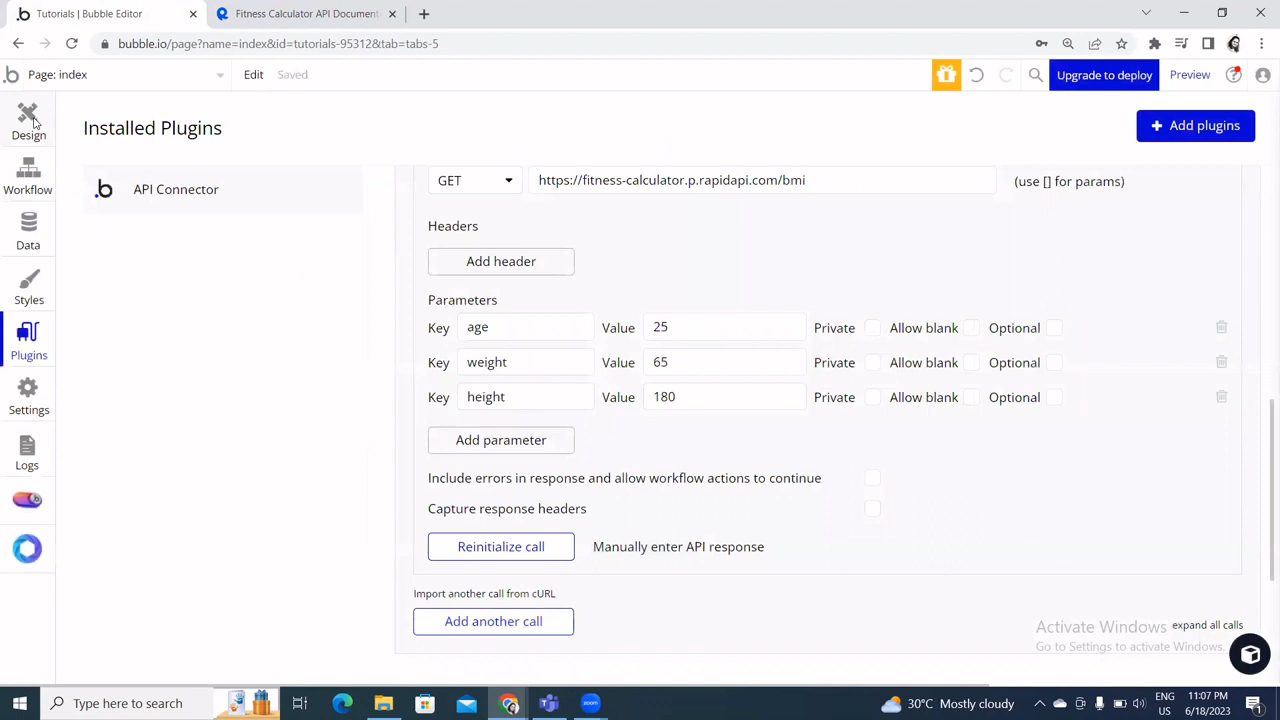 Tutorials | Bubble Editor
Fitness Calculator API Document
bubble.io/page?name=index&id=tutorials-95312&tab=tabs-5
Page: index
Edit
Saved
Upgrade to deploy
Preview
Design
Workflow
Data
Styles
Plugins
Settings
Logs
Installed Plugins
Add plugins
API Connector
GET
https://fitness-calculator.p.rapidapi.com/bmi
(use [] for params)
Headers
Add header
Parameters
Key age Value 25 Private Allow blank Optional
Key weight Value 65 Private Allow blank Optional
Key height Value 180 Private Allow blank Optional
Add parameter
Include errors in response and allow workflow actions to continue
Capture response headers
Reinitialize call
Manually enter API response
Import another call from cURL
Add another call
Activate Windows
expand all calls
Go to Settings to activate Windows.
Type here to search
zoom
30°C Mostly cloudy
ENG
US
11:07 PM
6/18/2023
1